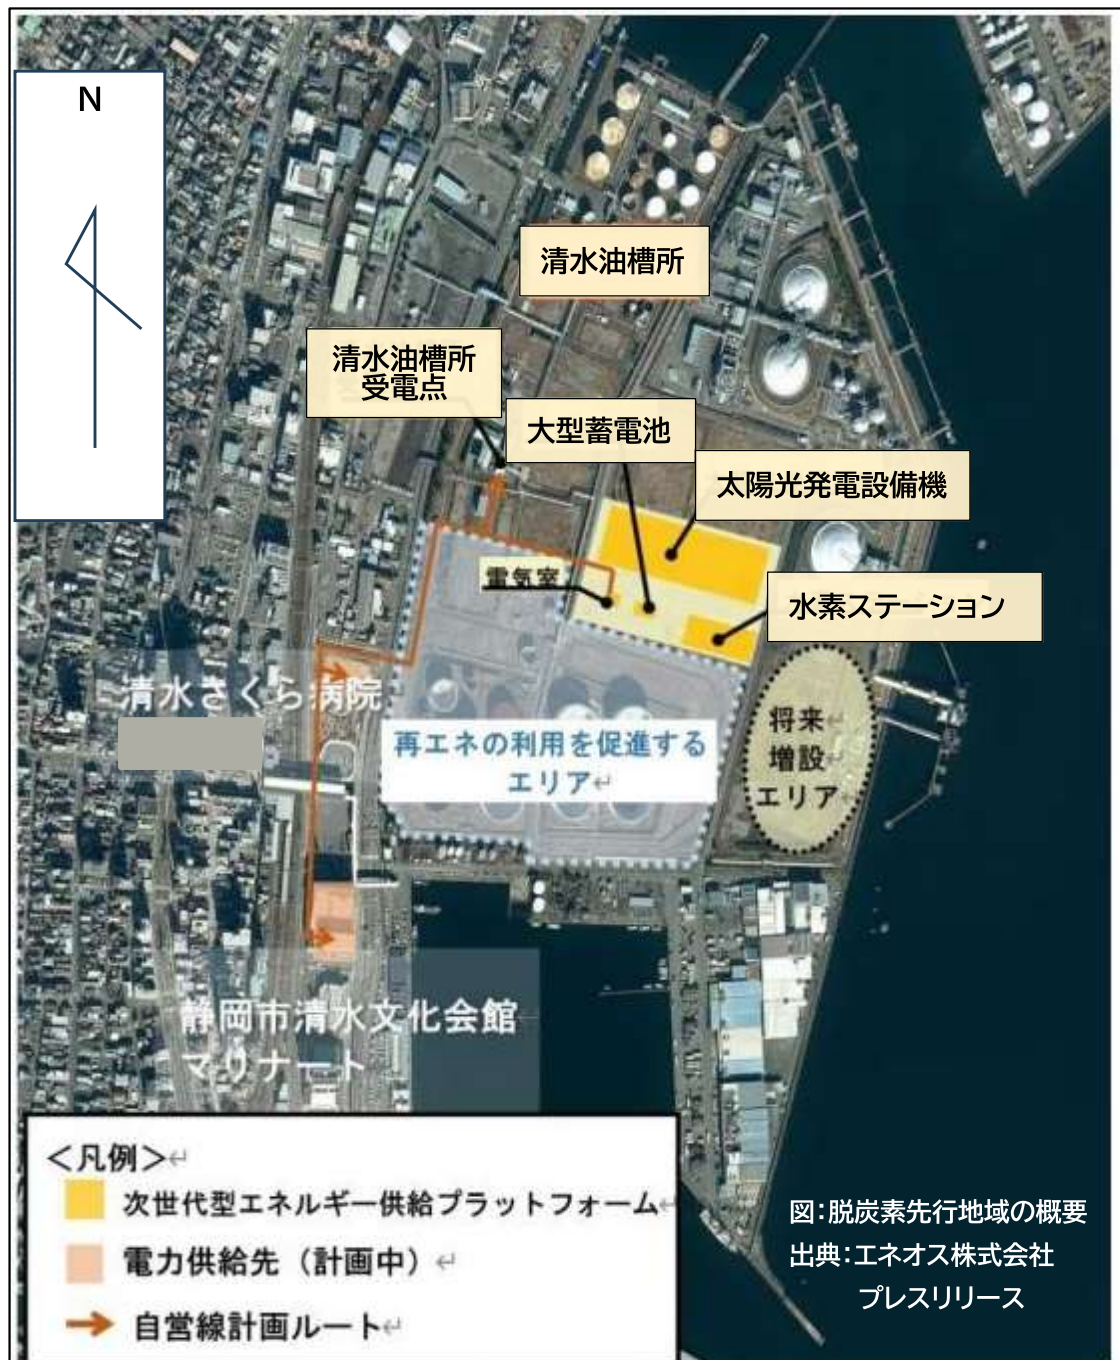 N
清水油槽所
清水油槽所
受電点
大型蓄電池
太陽光発電設備機
電気室
水素ステーション
清水さくら病院
再エネの利用を促進する
エリア
将来
増設
エリア
静岡市清水文化会館
マリナート
<凡例>
次世代型エネルギー供給プラットフォーム
電力供給先（計画中）
自営線計画ルート
図：脱炭素先行地域の概要
出典：エネオス株式会社
プレスリリース